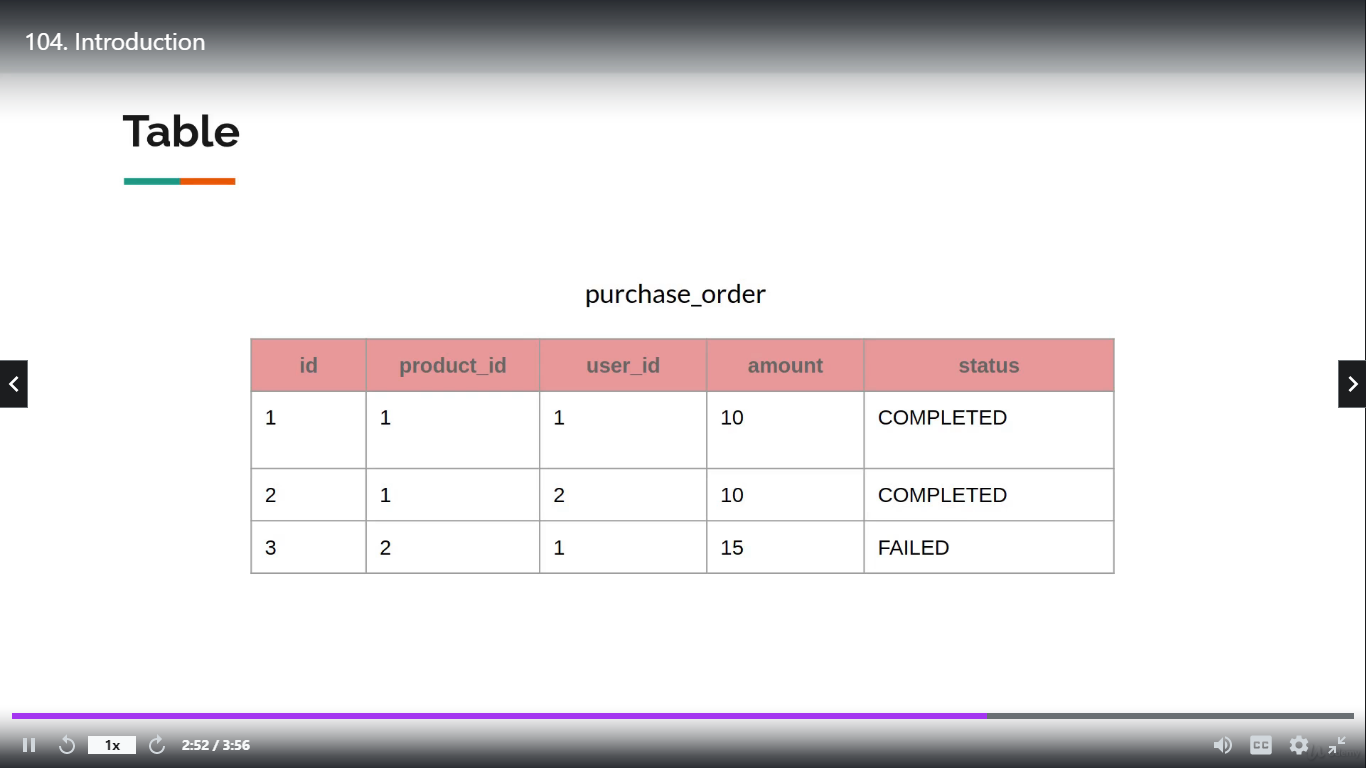 104. Introduction
Table
purchase_order
id product_id user_id amount status
1 1 1 10 COMPLETED
2 1 2 10 COMPLETED
3 2 1 15 FAILED
1x 2:52 / 3:56 CC